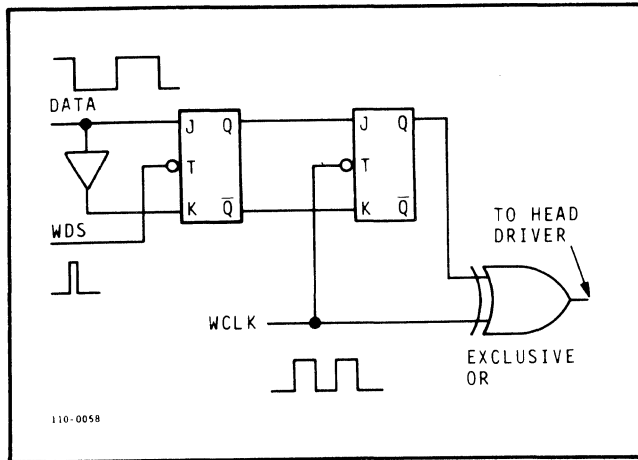 DATA
J Q
T
K Q̅
WDS
J Q
T
K Q̅
WCLK
TO HEAD
DRIVER
EXCLUSIVE
OR
110-0058